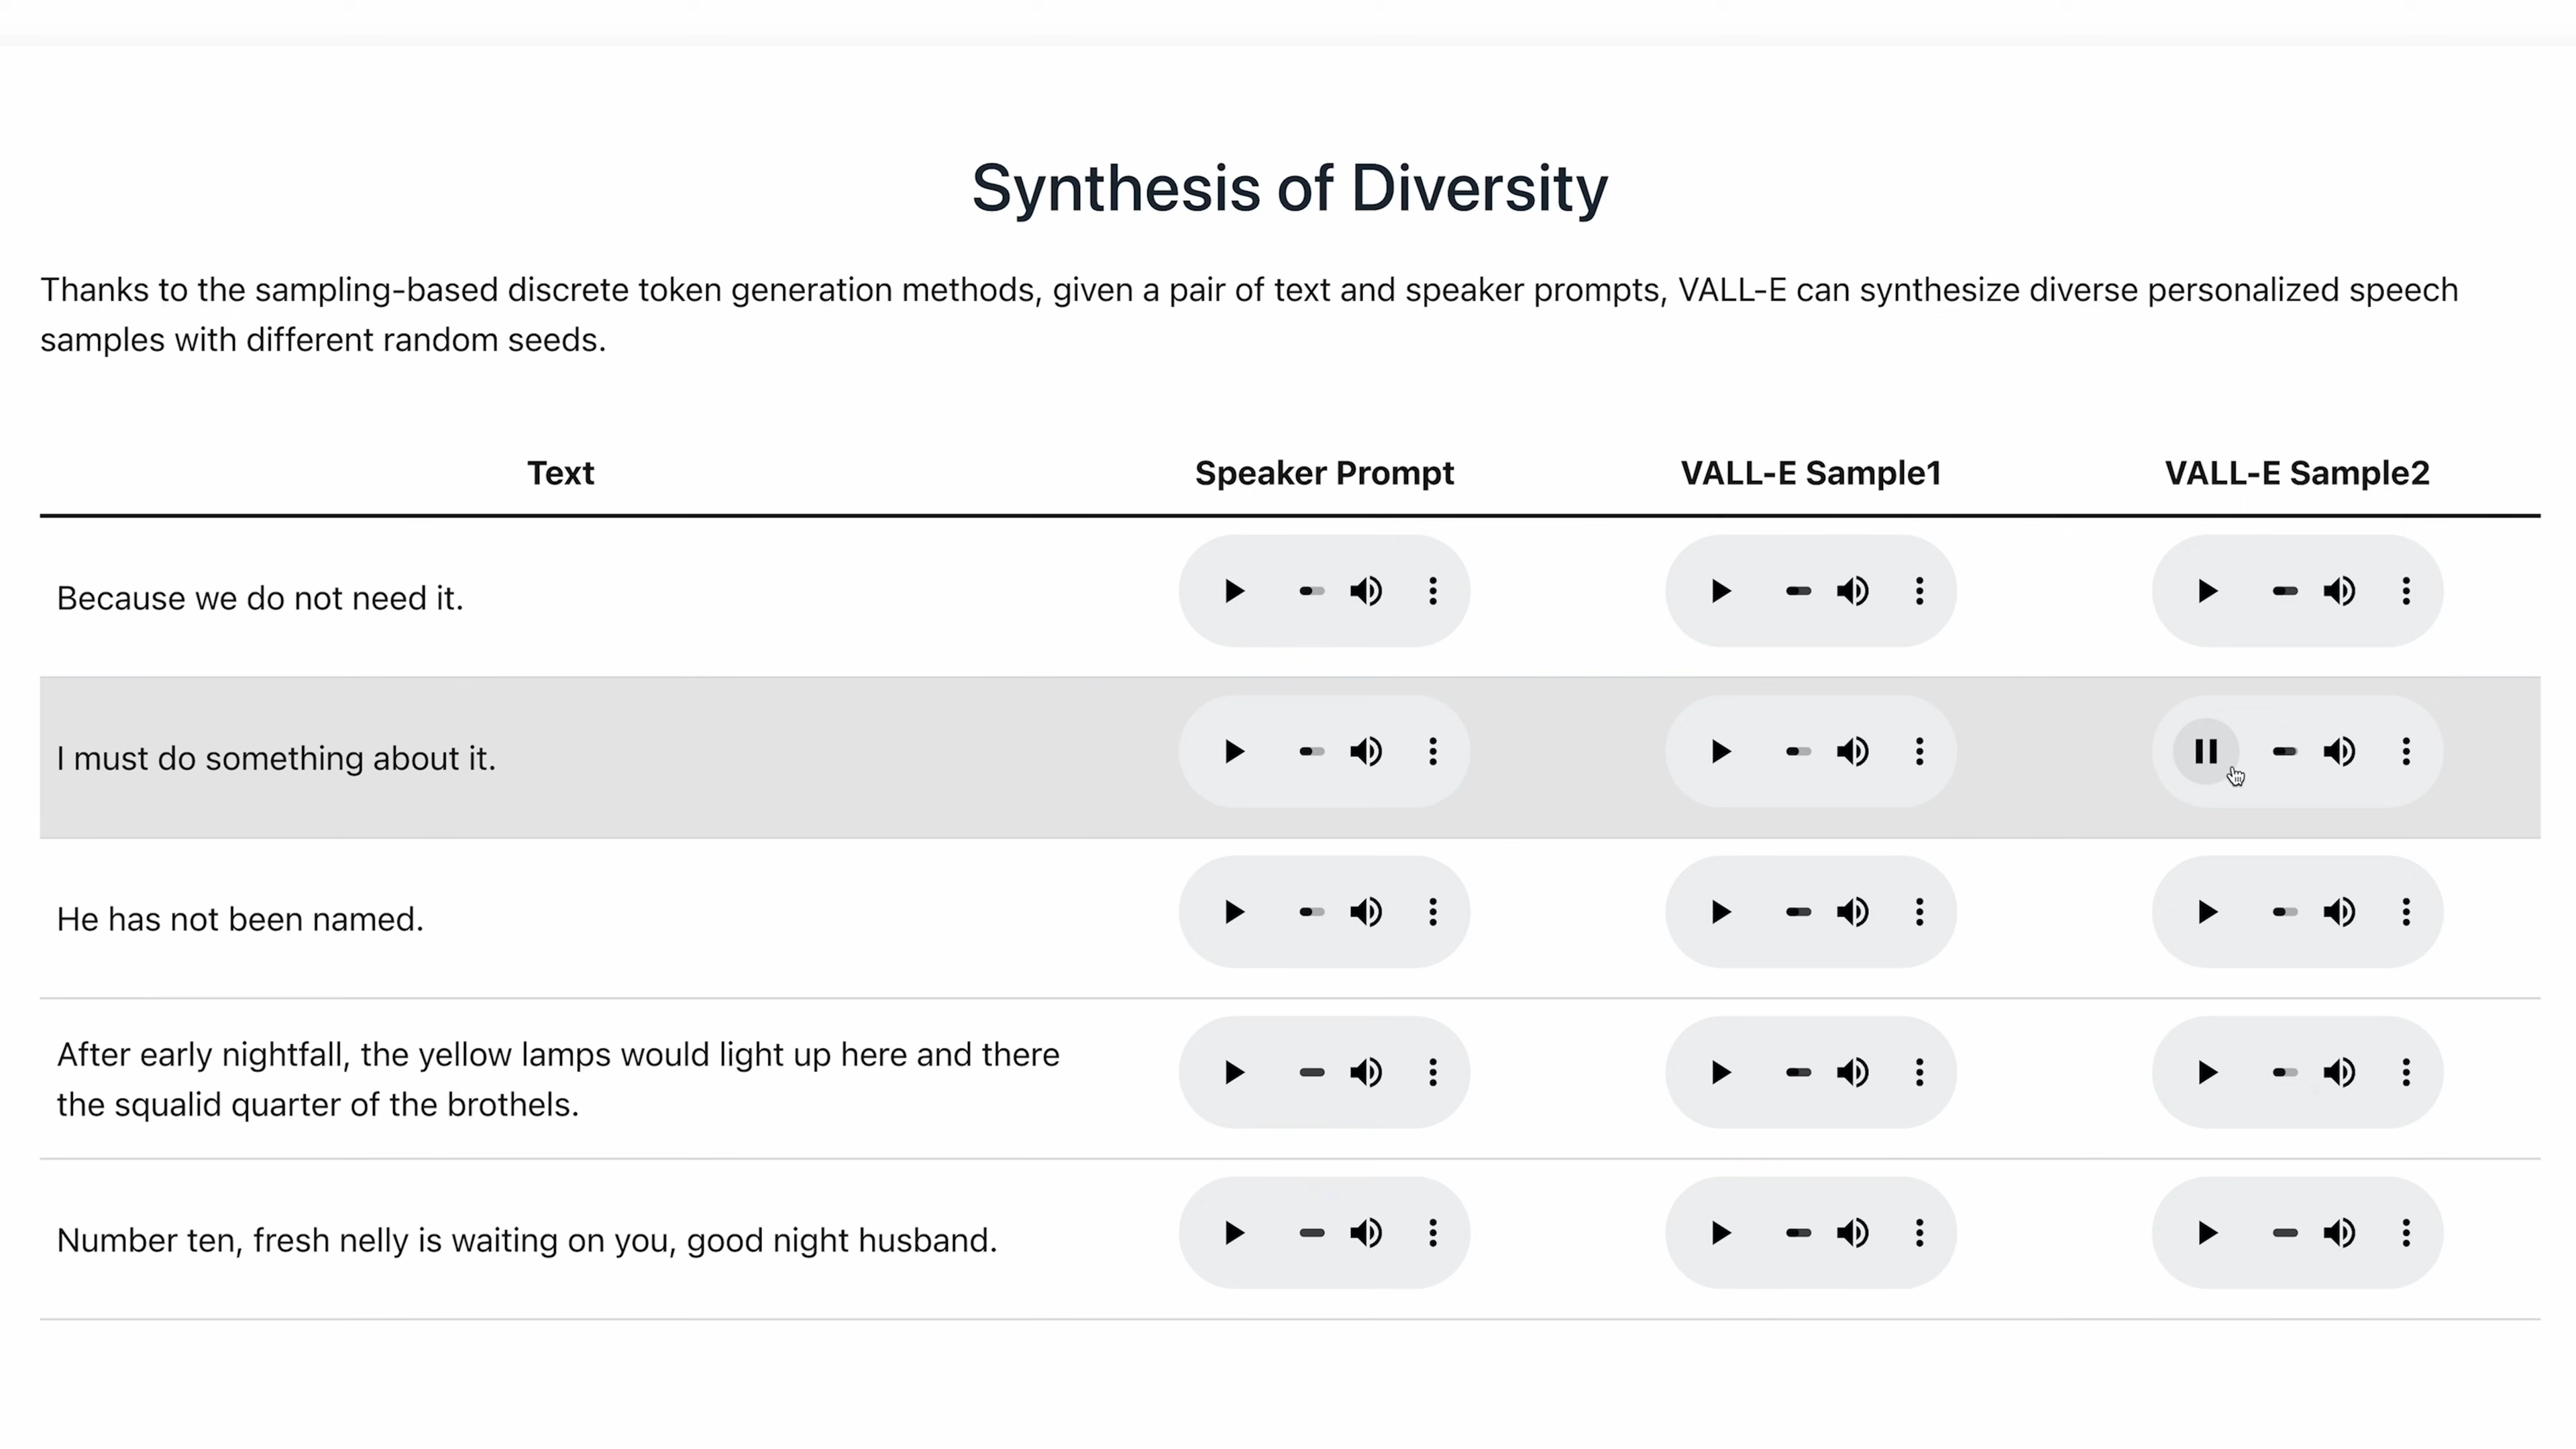 Synthesis of Diversity
Thanks to the sampling-based discrete token generation methods, given a pair of text and speaker prompts, VALL-E can synthesize diverse personalized speech
samples with different random seeds.
Text Speaker Prompt VALL-E Sample1 VALL-E Sample2
Because we do not need it.
I must do something about it.
He has not been named.
After early nightfall, the yellow lamps would light up here and there
the squalid quarter of the brothels.
Number ten, fresh nelly is waiting on you, good night husband.